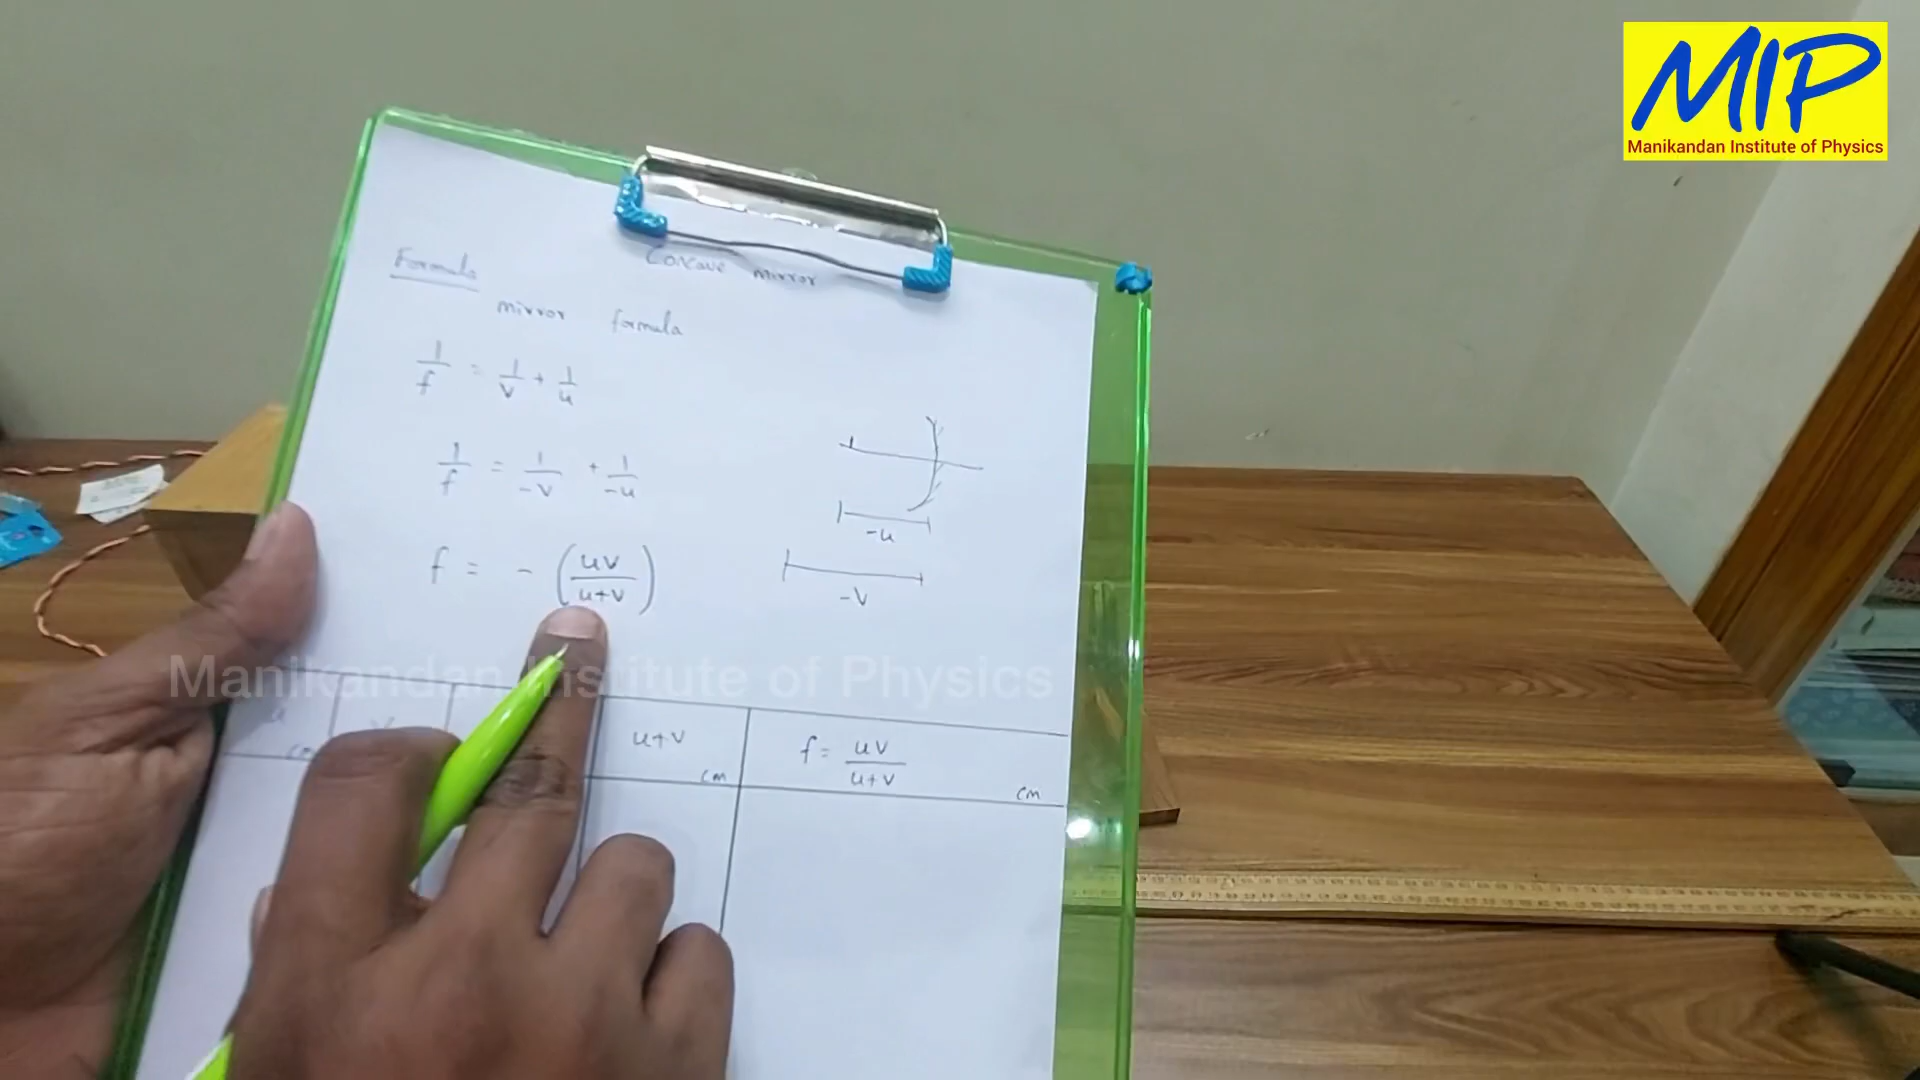 MIP
Manikandan Institute of Physics
Concave mirror
Formula
mirror formula
1/f = 1/v + 1/u
1/f = 1/-v + 1/-u
-u
f = - (uv/u+v)
-v
Manikandan Institute of Physics
u cm
v
u+v cm
f = uv/u+v cm